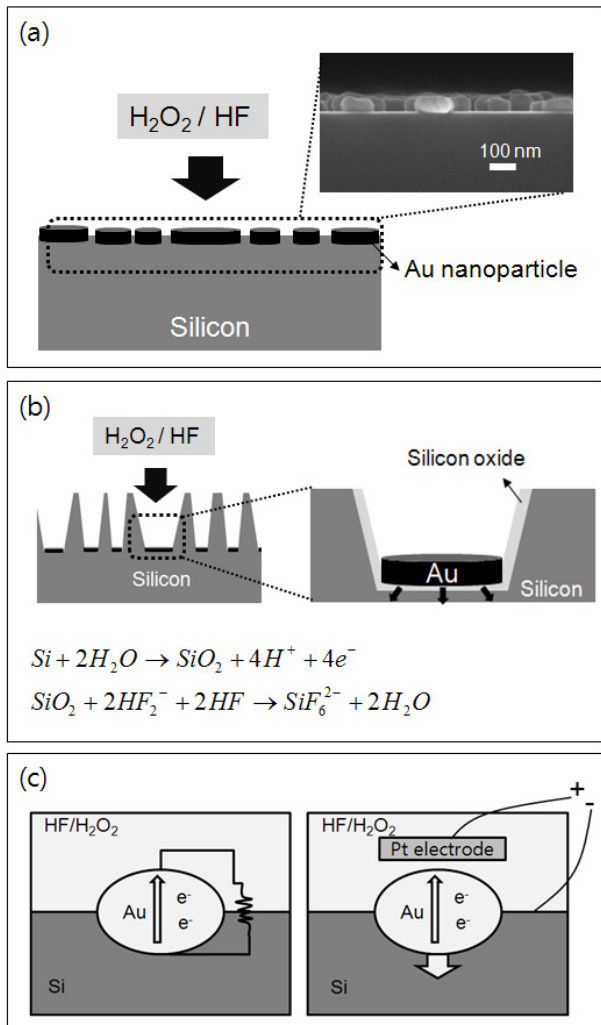 (a)
H₂O₂ / HF
100 nm
Au nanoparticle
Silicon
(b)
H₂O₂ / HF
Silicon oxide
Silicon
Au
Silicon
Si + 2H₂O → SiO₂ + 4H⁺ + 4e⁻
SiO₂ + 2HF₂⁻ + 2HF → SiF₆²⁻ + 2H₂O
(c)
HF/H₂O₂
Au
e⁻
e⁻
Si
+
-
HF/H₂O₂
Pt electrode
Au
e⁻
e⁻
Si